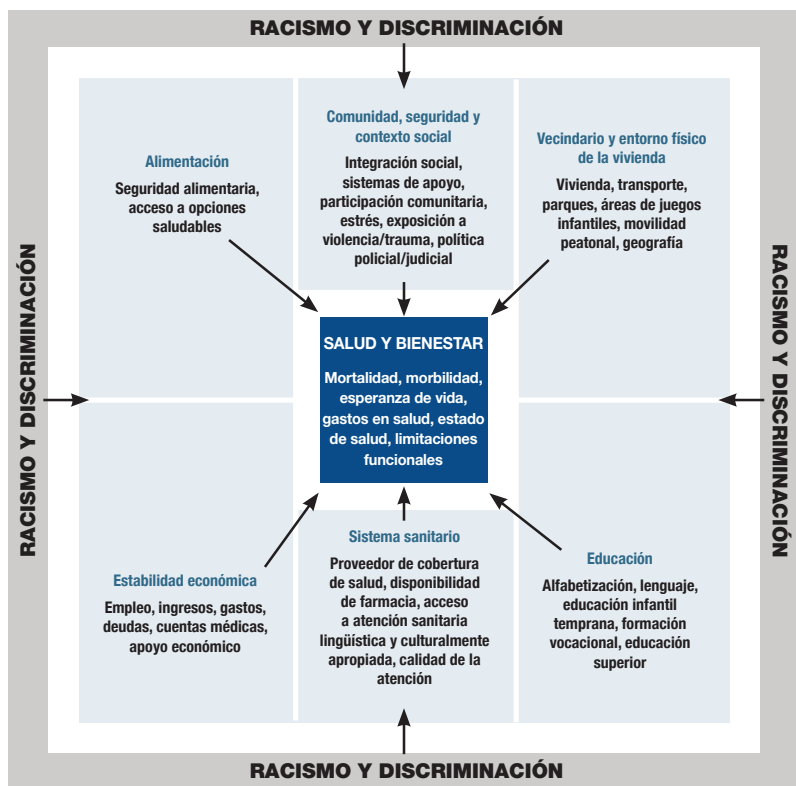 RACISMO Y DISCRIMINACIÓN
RACISMO Y DISCRIMINACIÓN
Alimentación
Seguridad alimentaria,
acceso a opciones
saludables
Comunidad, seguridad y
contexto social
Integración social,
sistemas de apoyo,
participación comunitaria,
estrés, exposición a
violencia/trauma, política
policial/judicial
Vecindario y entorno físico
de la vivienda
Vivienda, transporte,
parques, áreas de juegos
infantiles, movilidad
peatonal, geografía
RACISMO Y DISCRIMINACIÓN
SALUD Y BIENESTAR
Mortalidad, morbilidad,
esperanza de vida,
gastos en salud, estado
de salud, limitaciones
funcionales
Estabilidad económica
Empleo, ingresos, gastos,
deudas, cuentas médicas,
apoyo económico
Sistema sanitario
Proveedor de cobertura
de salud, disponibilidad
de farmacia, acceso
a atención sanitaria
lingüística y culturalmente
apropiada, calidad de la
atención
Educación
Alfabetización, lenguaje,
educación infantil
temprana, formación
vocacional, educación
superior
RACISMO Y DISCRIMINACIÓN